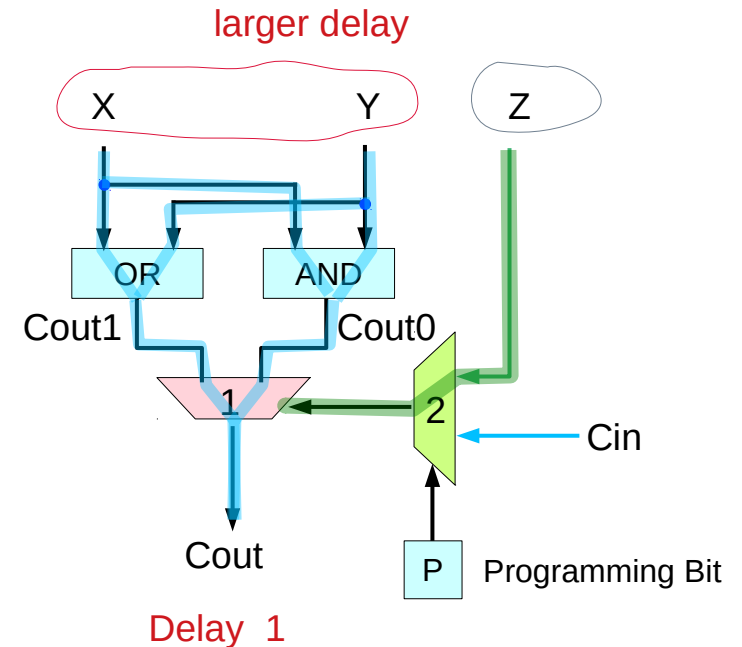 larger delay
X Y Z
OR AND
Cout1 Cout0
1 2
Cin
Cout
P Programming Bit
Delay 1